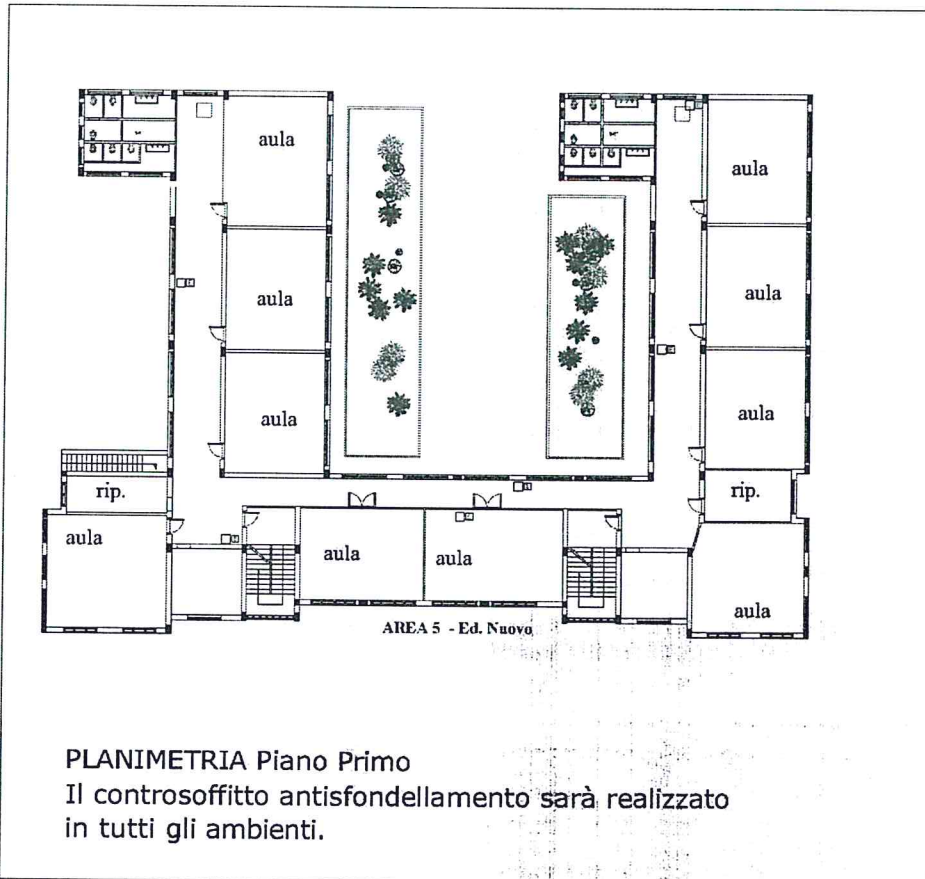 aula
aula
aula
aula
aula
aula
rip.
rip.
aula
aula
aula
aula
AREA 5 - Ed. Nuovo
PLANIMETRIA Piano Primo
Il controsoffitto antisfondellamento sarà realizzato
in tutti gli ambienti.